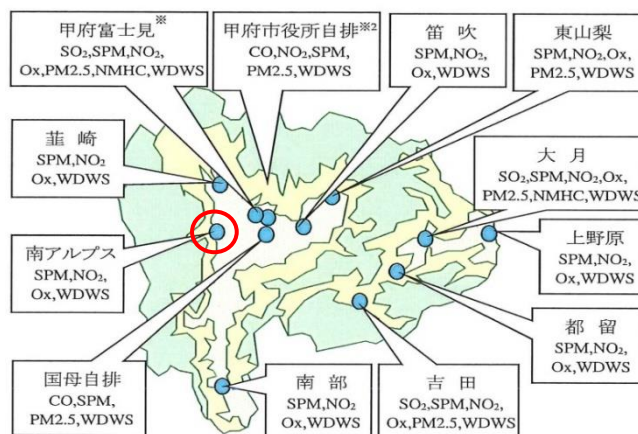 甲府富士見※
SO₂,SPM,NO₂,
Ox,PM2.5,NMHC,WDWS
甲府市役所自排※2
CO,NO₂,SPM,
PM2.5,WDWS
笛吹
SPM,NO₂,
Ox,WDWS
東山梨
SPM,NO₂,Ox,
PM2.5,WDWS
韮崎
SPM,NO₂
Ox,WDWS
大月
SO₂,SPM,NO₂,Ox,
PM2.5,NMHC,WDWS
南アルプス
SPM,NO₂,
Ox,WDWS
上野原
SPM,NO₂,
Ox,WDWS
都留
SPM,NO₂,
Ox,WDWS
国母自排
CO,SPM,
PM2.5,WDWS
南部
SPM,NO₂
Ox,WDWS
吉田
SO₂,SPM,NO₂,
Ox,PM2.5,WDWS